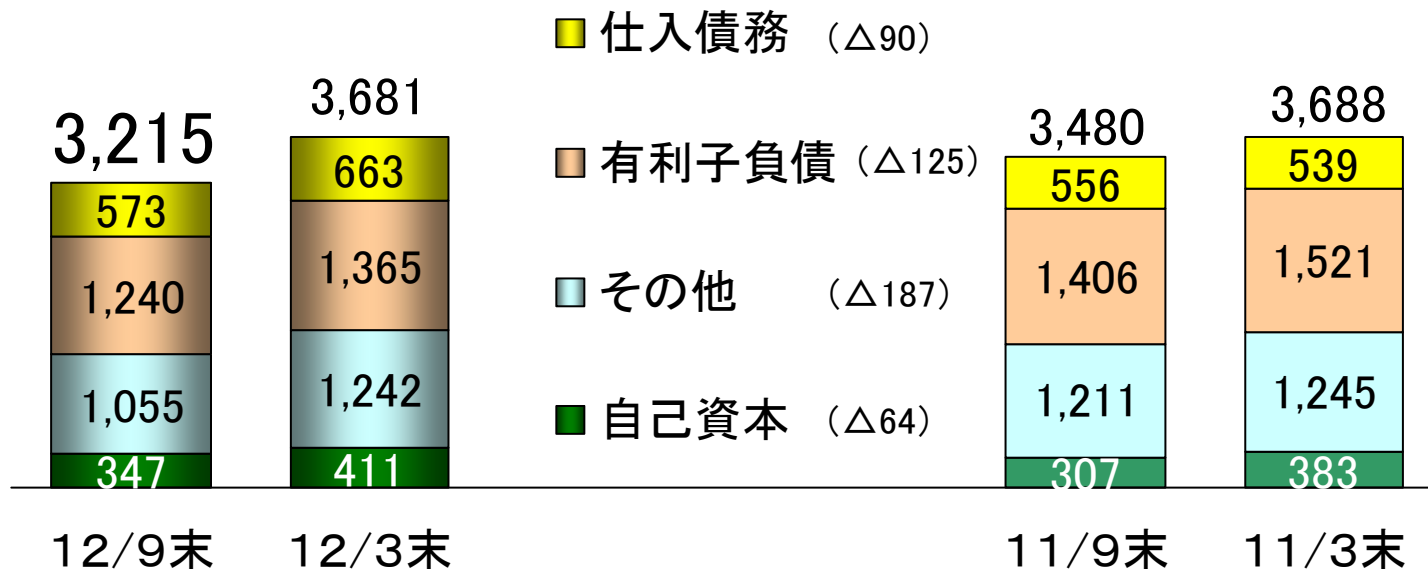 仕入債務 （△90）
有利子負債（△125）
その他 （△187）
自己資本 （△64）
3,215
573
1,240
1,055
347
12/9末
3,681
663
1,365
1,242
411
12/3末
3,480
556
1,406
1,211
307
11/9末
3,688
539
1,521
1,245
383
11/3末